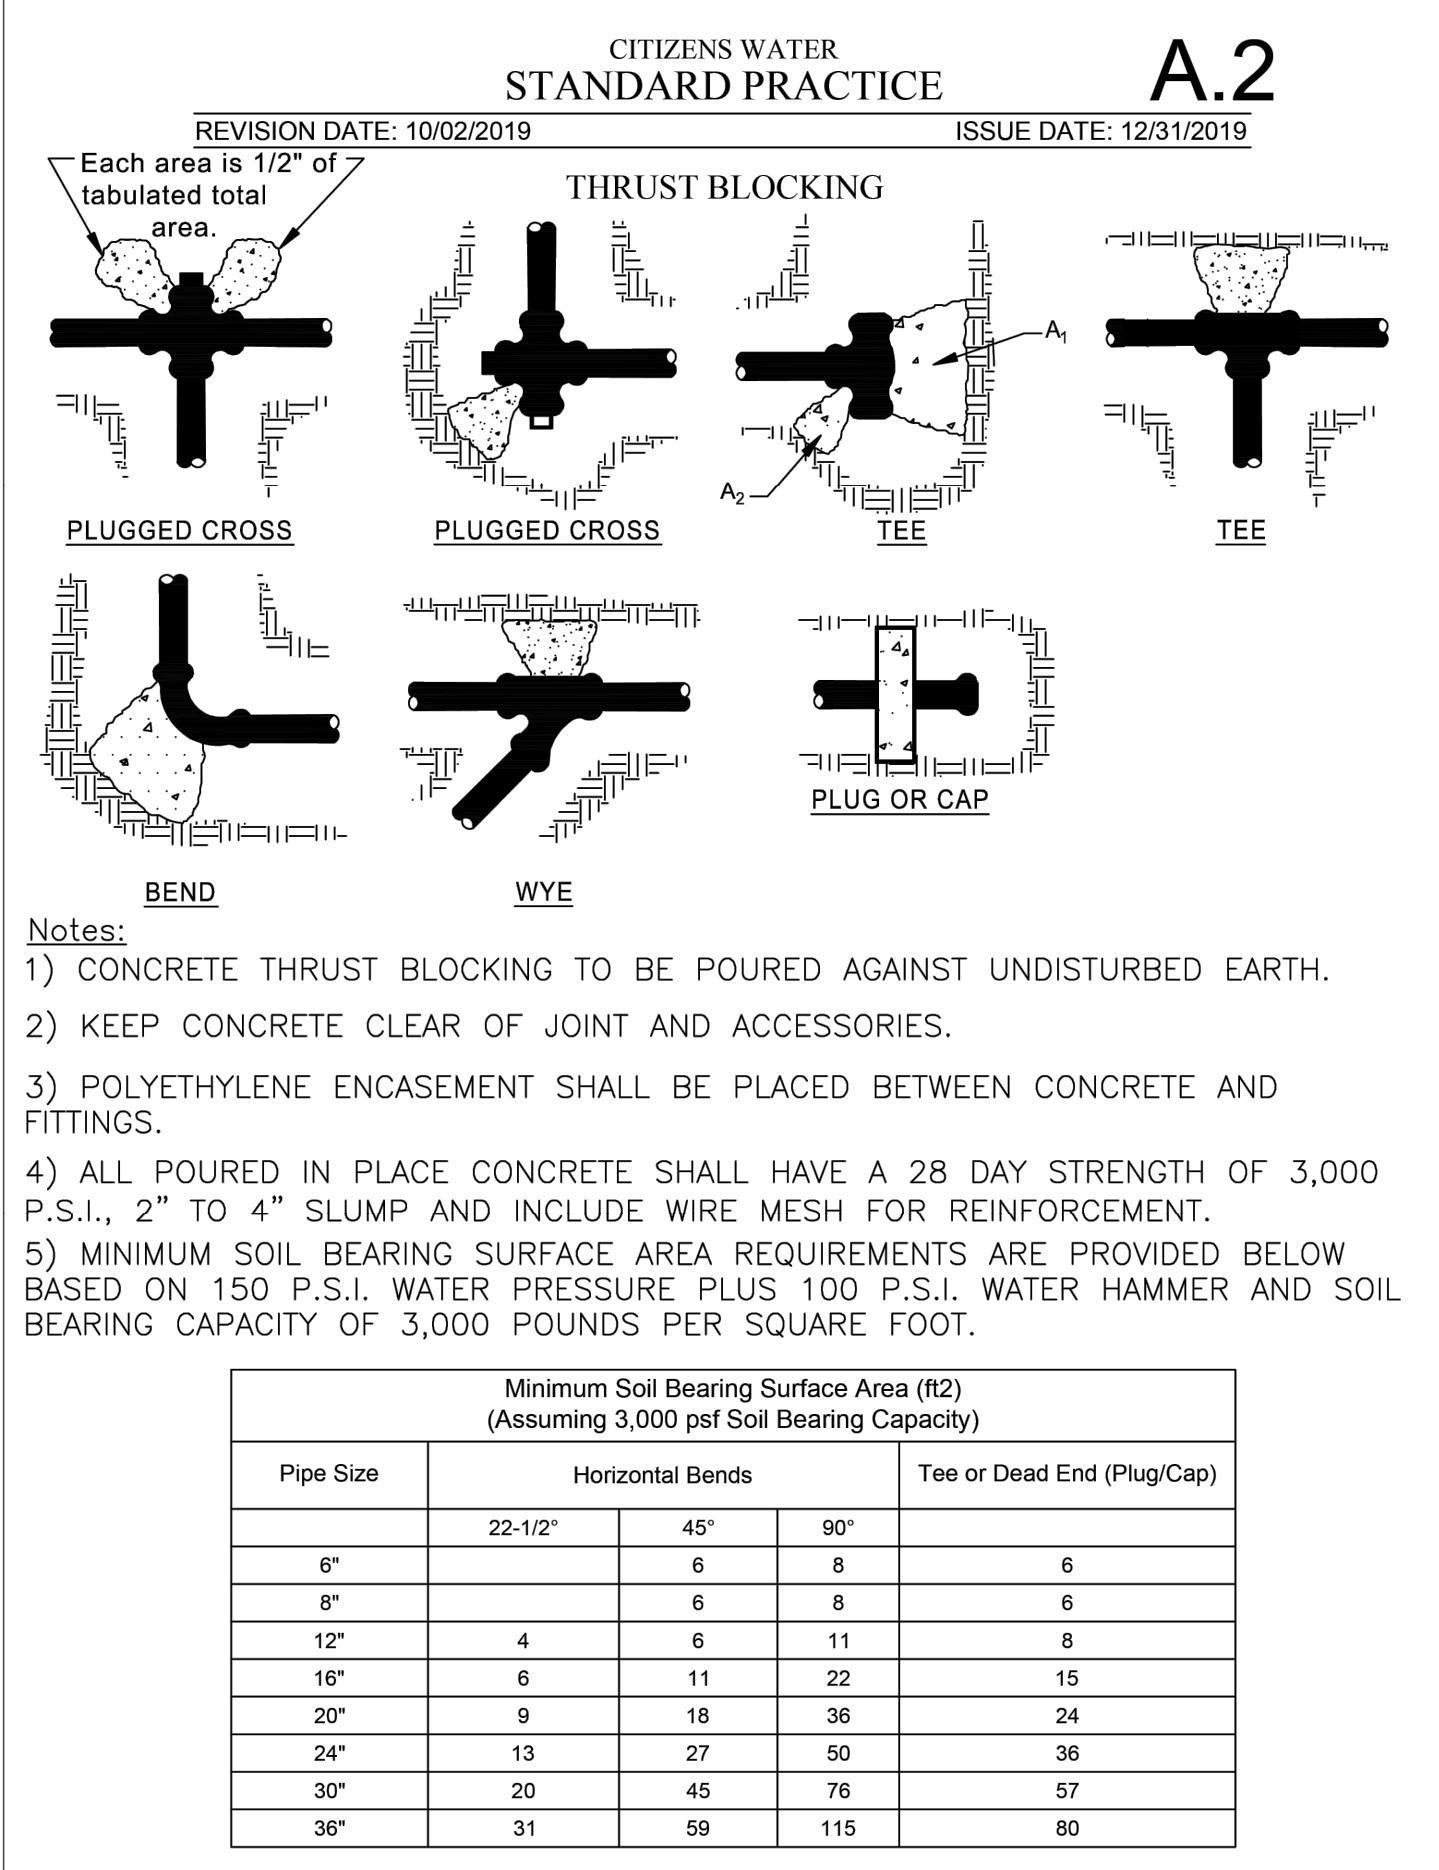 CITIZENS WATER
STANDARD PRACTICE
A.2
REVISION DATE: 10/02/2019
ISSUE DATE: 12/31/2019
Each area is 1/2" of
tabulated total
area.
THRUST BLOCKING
A1
A2
PLUGGED CROSS
PLUGGED CROSS
TEE
TEE
PLUG OR CAP
BEND
WYE
Notes:
1) CONCRETE THRUST BLOCKING TO BE POURED AGAINST UNDISTURBED EARTH.
2) KEEP CONCRETE CLEAR OF JOINT AND ACCESSORIES.
3) POLYETHYLENE ENCASEMENT SHALL BE PLACED BETWEEN CONCRETE AND
FITTINGS.
4) ALL POURED IN PLACE CONCRETE SHALL HAVE A 28 DAY STRENGTH OF 3,000
P.S.I., 2” TO 4” SLUMP AND INCLUDE WIRE MESH FOR REINFORCEMENT.
5) MINIMUM SOIL BEARING SURFACE AREA REQUIREMENTS ARE PROVIDED BELOW
BASED ON 150 P.S.I. WATER PRESSURE PLUS 100 P.S.I. WATER HAMMER AND SOIL
BEARING CAPACITY OF 3,000 POUNDS PER SQUARE FOOT.
Minimum Soil Bearing Surface Area (ft2)
(Assuming 3,000 psf Soil Bearing Capacity)
Pipe Size Horizontal Bends Tee or Dead End (Plug/Cap)
22-1/2° 45° 90°
6" 6 8 6
8" 6 8 6
12" 4 6 11 8
16" 6 11 22 15
20" 9 18 36 24
24" 13 27 50 36
30" 20 45 76 57
36" 31 59 115 80